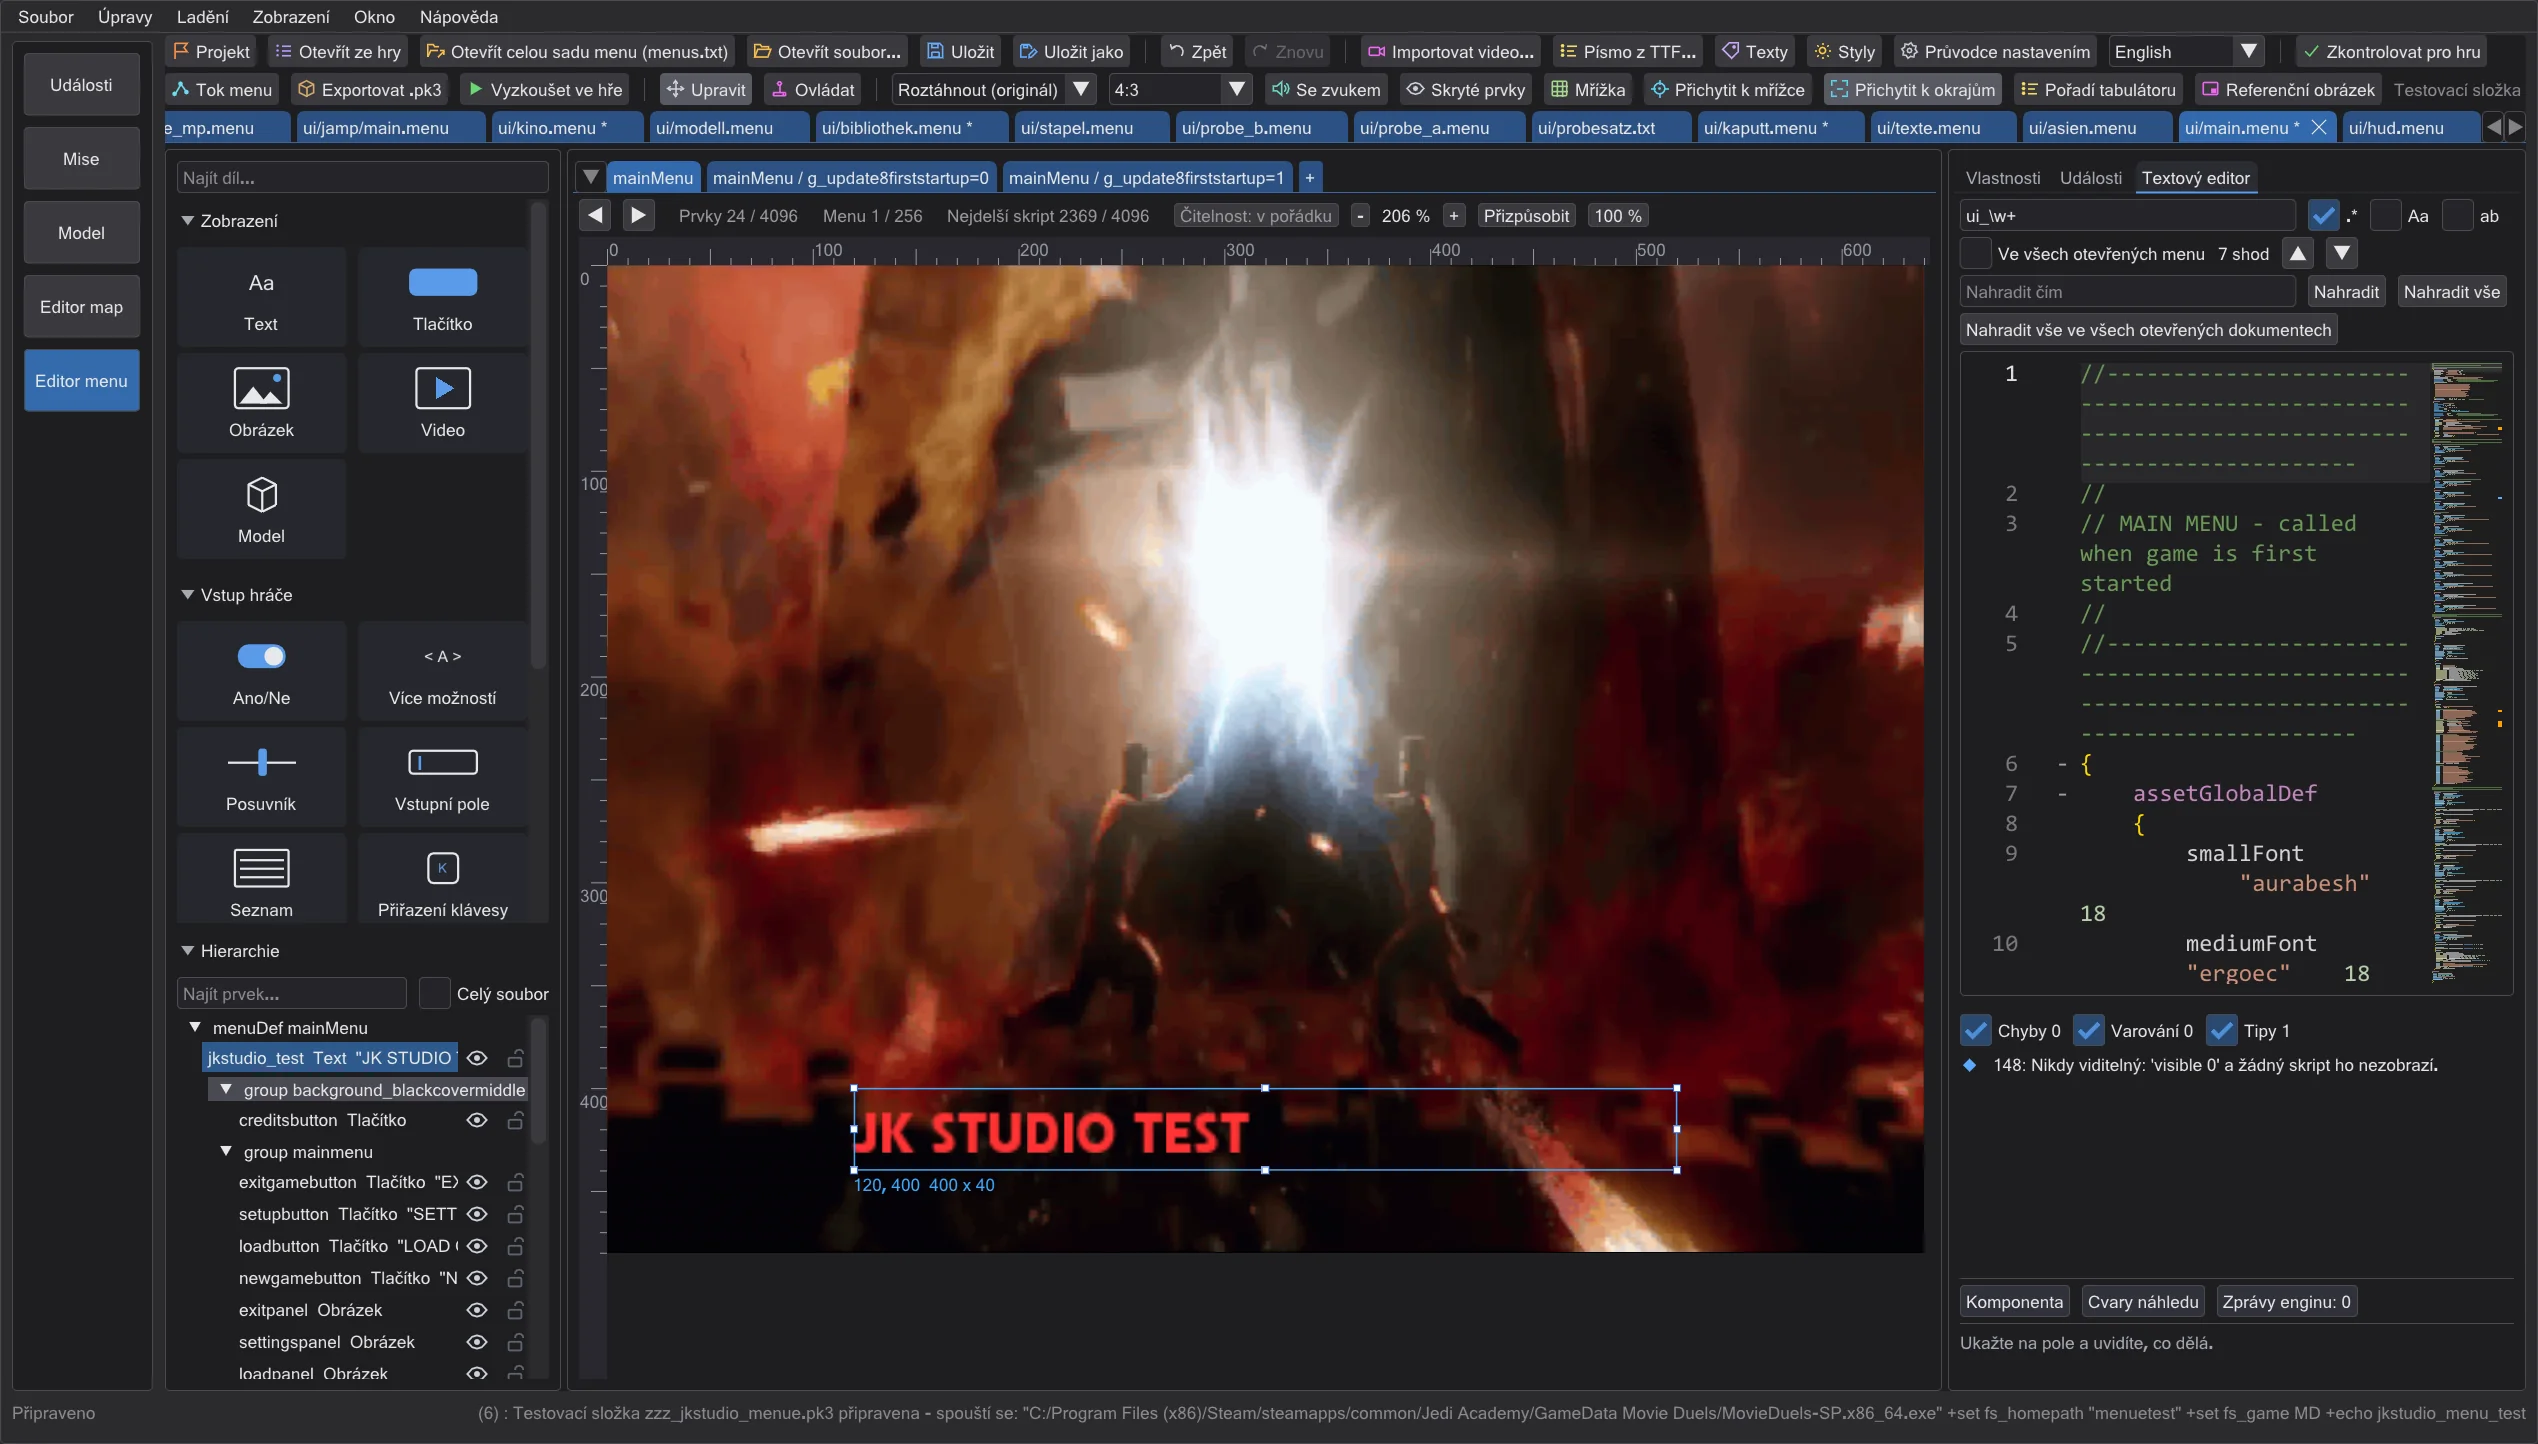 Soubor Úpravy Ladění Zobrazení Okno Nápověda
Projekt Otevřít ze hry Otevřít celou sadu menu (menus.txt) Otevřít soubor... Uložit Uložit jako Zpět Znovu Importovat video... Písmo z TTF... Texty Styly Průvodce nastavením English Zkontrolovat pro hru
Tok menu Exportovat .pk3 Vyzkoušet ve hře Upravit Ovládat Roztáhnout (originál) 4:3 Se zvukem Skryté prvky Mřížka Přichytit k mřížce Přichytit k okrajům Pořadí tabulátoru Referenční obrázek Testovací složka
e_mp.menu ui/jamp/main.menu ui/kino.menu * ui/modell.menu ui/bibliothek.menu * ui/stapel.menu ui/probe_b.menu ui/probe_a.menu ui/probesatz.txt ui/kaputt.menu * ui/texte.menu ui/asien.menu ui/main.menu * ui/hud.menu
Události
Mise
Model
Editor map
Editor menu
Najít díl...
Zobrazení
Aa
Text
Tlačítko
Obrázek
Video
Model
Vstup hráče
Ano/Ne
< A >
Více možností
Posuvník
Vstupní pole
Seznam
K
Přiřazení klávesy
Hierarchie
Najít prvek...
Celý soubor
menuDef mainMenu
jkstudio_test Text "JK STUDIO
group background_blackcovermiddle
creditsbutton Tlačítko
group mainmenu
exitgamebutton Tlačítko "EX
setupbutton Tlačítko "SETT
loadbutton Tlačítko "LOAD
newgamebutton Tlačítko "N
exitpanel Obrázek
settingspanel Obrázek
loadpanel Obrázek
mainMenu mainMenu / g_update8firststartup=0 mainMenu / g_update8firststartup=1 +
Prvky 24 / 4096 Menu 1 / 256 Nejdelší skript 2369 / 4096 Čitelnost: v pořádku - 206 % + Přizpůsobit 100 %
0 100 200 300 400 500 600
0
100
200
300
400
JK STUDIO TEST
120, 400 400 x 40
Vlastnosti Události Textový editor
ui_\w+ .* Aa ab
Ve všech otevřených menu 7 shod
Nahradit čím Nahradit Nahradit vše
Nahradit vše ve všech otevřených dokumentech
1 //-----------------------
-------------------------
-------------------------
---------------------
2 //
3 // MAIN MENU - called
when game is first
started
4 //
5 //-----------------------
-------------------------
-------------------------
---------------------
6 - {
7 - assetGlobalDef
8 {
9 smallFont
"aurabesh"
18
10 mediumFont
"ergoec" 18
Chyby 0 Varování 0 Tipy 1
148: Nikdy viditelný: 'visible 0' a žádný skript ho nezobrazí.
Komponenta Cvary náhledu Zprávy enginu: 0
Ukažte na pole a uvidíte, co dělá.
Připraveno
(6) : Testovací složka zzz_jkstudio_menue.pk3 připravena - spouští se: "C:/Program Files (x86)/Steam/steamapps/common/Jedi Academy/GameData Movie Duels/MovieDuels-SP.x86_64.exe" +set fs_homepath "menuetest" +set fs_game MD +echo jkstudio_menu_test